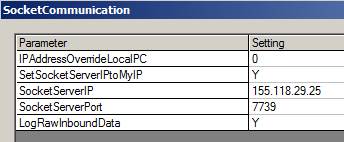 SocketCommunication
Parameter Setting
IPAddressOverrideLocalPC 0
SetSocketServerIPtoMyIP Y
SocketServerIP 155.118.29.25
SocketServerPort 7739
LogRawInboundData Y